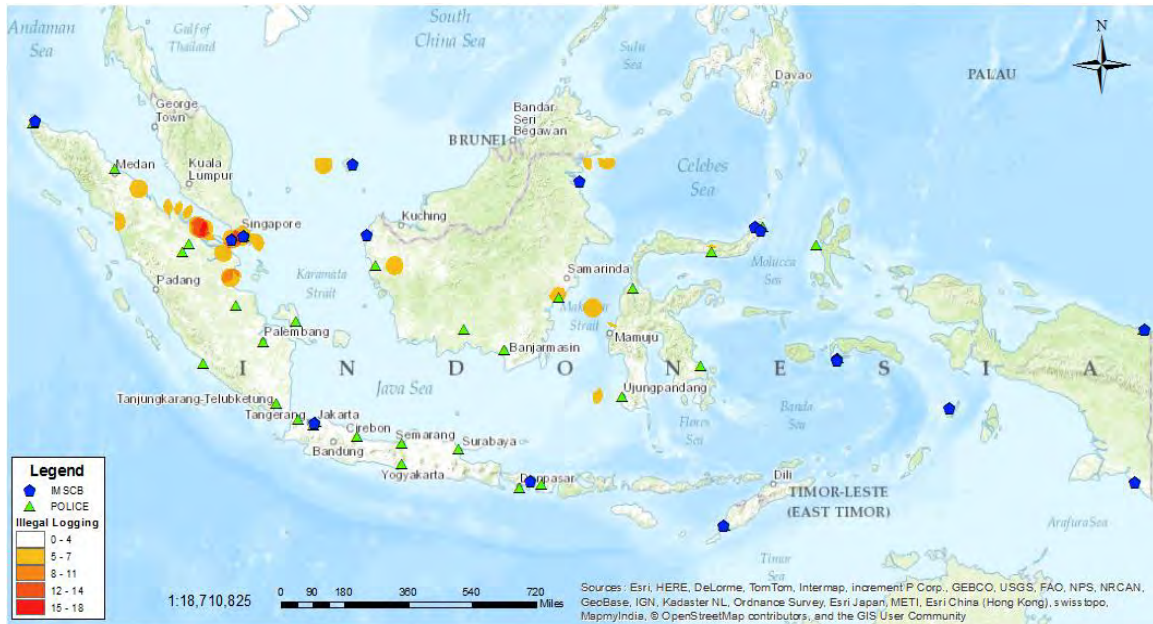 Andaman
Sea
Gulf of
Thailand
South
China Sea
Sulu
Sea
Davao
PALAU
N
George
Town
Bandar
Seri
Begawan
BRUNEI
Medan
Kuala
Lumpur
Celebes
Sea
Singapore
Kuching
Molucca
Sea
Samarinda
Karamata
Strait
Padang
Strait
Mamuju
Palembang
Banjarmasin
I N D O N E S I A
Java Sea
Ujungpandang
Tanjungkarang-Telubketung
Tangerang
Jakarta
Cirebon
Semarang
Surabaya
Bandung
Yogyakarta
Flores
Sea
Banda
Sea
Denpasar
Dili
TIMOR-LESTE
(EAST TIMOR)
Arafura Sea
Timor
Sea
Legend
IMSCB
POLICE
Illegal Logging
0 - 4
5 - 7
8 - 11
12 - 14
15 - 18
1:18,710,825
0 90 180 360 540 720
Miles
Sources: Esri, HERE, DeLorme, TomTom, Intermap, increment P Corp., GEBCO, USGS, FAO, NPS, NRCAN,
GeoBase, IGN, Kadaster NL, Ordnance Survey, Esri Japan, METI, Esri China (Hong Kong), swisstopo,
MapmyIndia, © OpenStreetMap contributors, and the GIS User Community